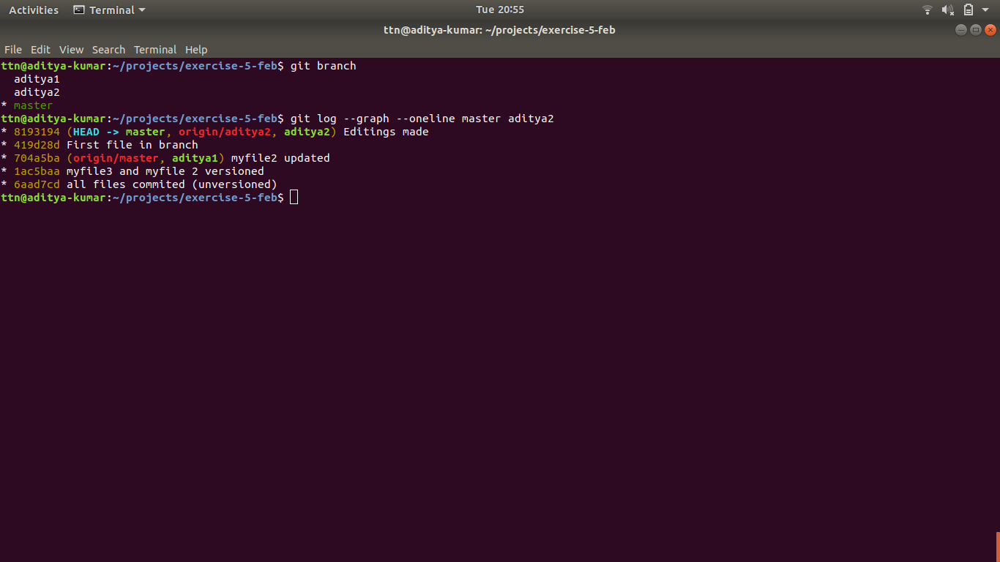 Activities Terminal Tue 20:55
ttn@aditya-kumar: ~/projects/exercise-5-feb
File Edit View Search Terminal Help
ttn@aditya-kumar:~/projects/exercise-5-feb$ git branch
  aditya1
  aditya2
* master
ttn@aditya-kumar:~/projects/exercise-5-feb$ git log --graph --oneline master aditya2
* 8193194 (HEAD -> master, origin/aditya2, aditya2) Editings made
* 419d28d First file in branch
* 704a5ba (origin/master, aditya1) myfile2 updated
* 1ac5baa myfile3 and myfile 2 versioned
* 6aad7cd all files commited (unversioned)
ttn@aditya-kumar:~/projects/exercise-5-feb$